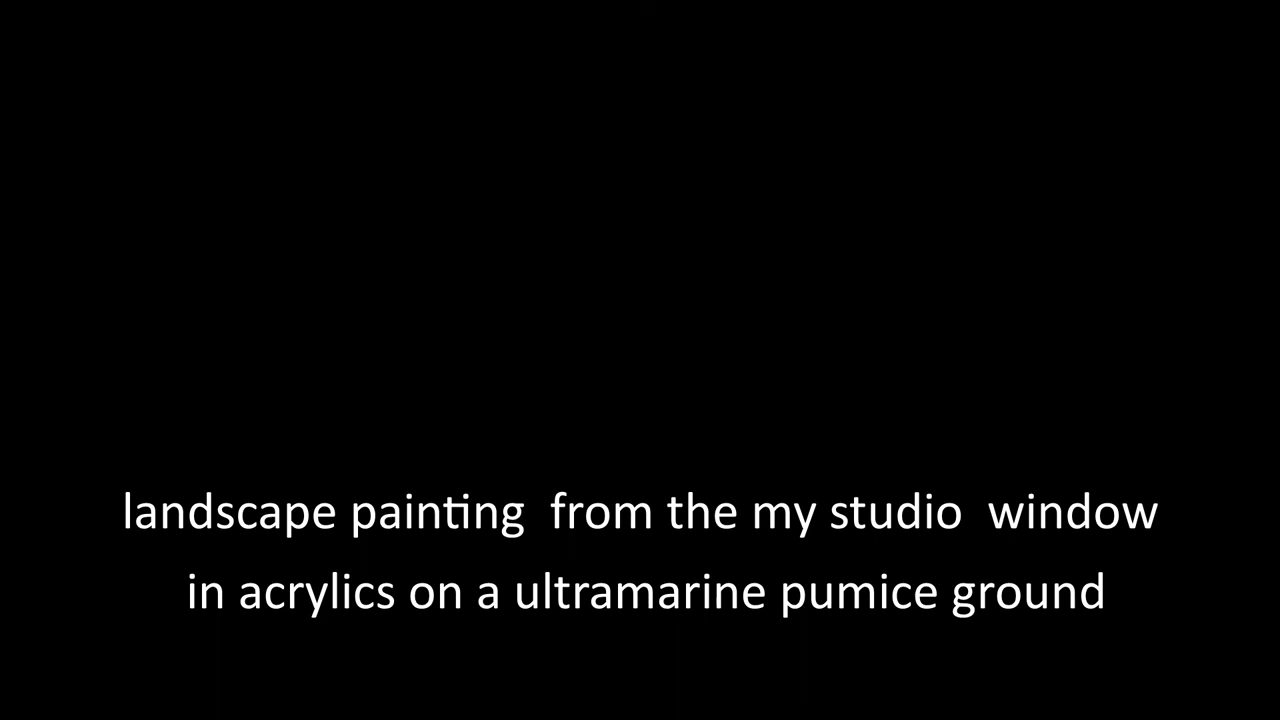 landscape painting  from the my studio  window
in acrylics on a ultramarine pumice ground